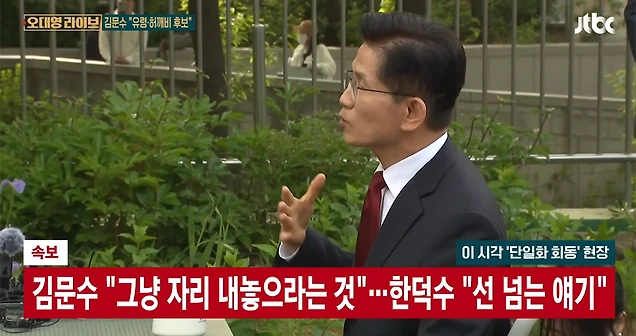 오대영 라이브 김문수 "유령·허깨비 후보"
jtbc
속보
이 시각 '단일화 회동' 현장
김문수 "그냥 자리 내놓으라는 것"…한덕수 "선 넘는 얘기"